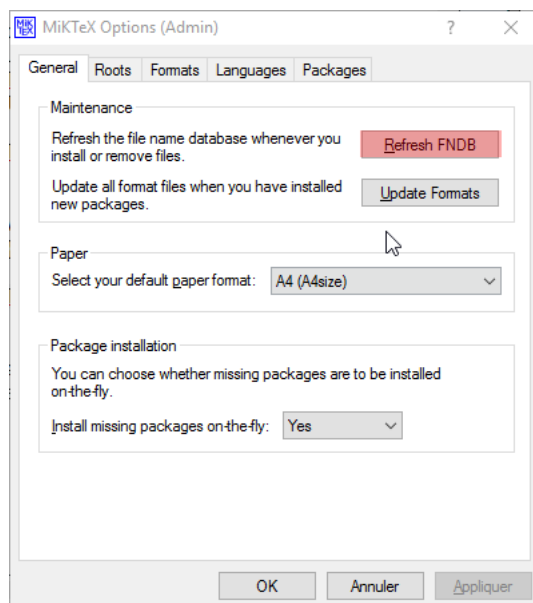 MiKTeX Options (Admin)
General Roots Formats Languages Packages
Maintenance
Refresh the file name database whenever you
install or remove files.
Refresh FNDB
Update all format files when you have installed
new packages.
Update Formats
Paper
Select your default paper format: A4 (A4size)
Package installation
You can choose whether missing packages are to be installed
on-the-fly.
Install missing packages on-the-fly: Yes
OK Annuler Appliquer